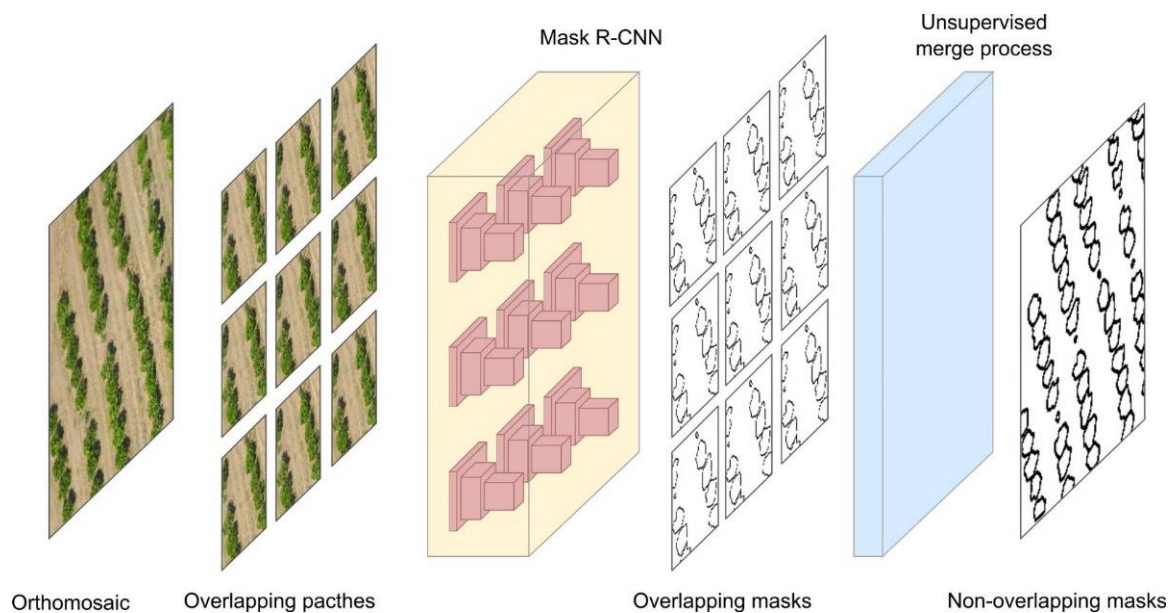 Mask R-CNN
Unsupervised
merge process
Orthomosaic
Overlapping pacthes
Overlapping masks
Non-overlapping masks